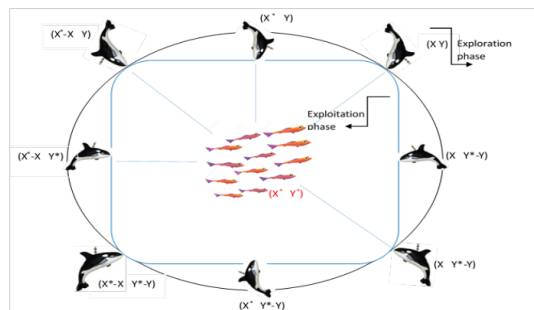 (X*-X Y)
(X* Y)
(X Y)
Exploration
phase
Exploitation
phase
(X*-X Y*)
(X Y*-Y)
(X* Y*)
(X*-X Y*-Y)
(X* Y*-Y)
(X Y*-Y)